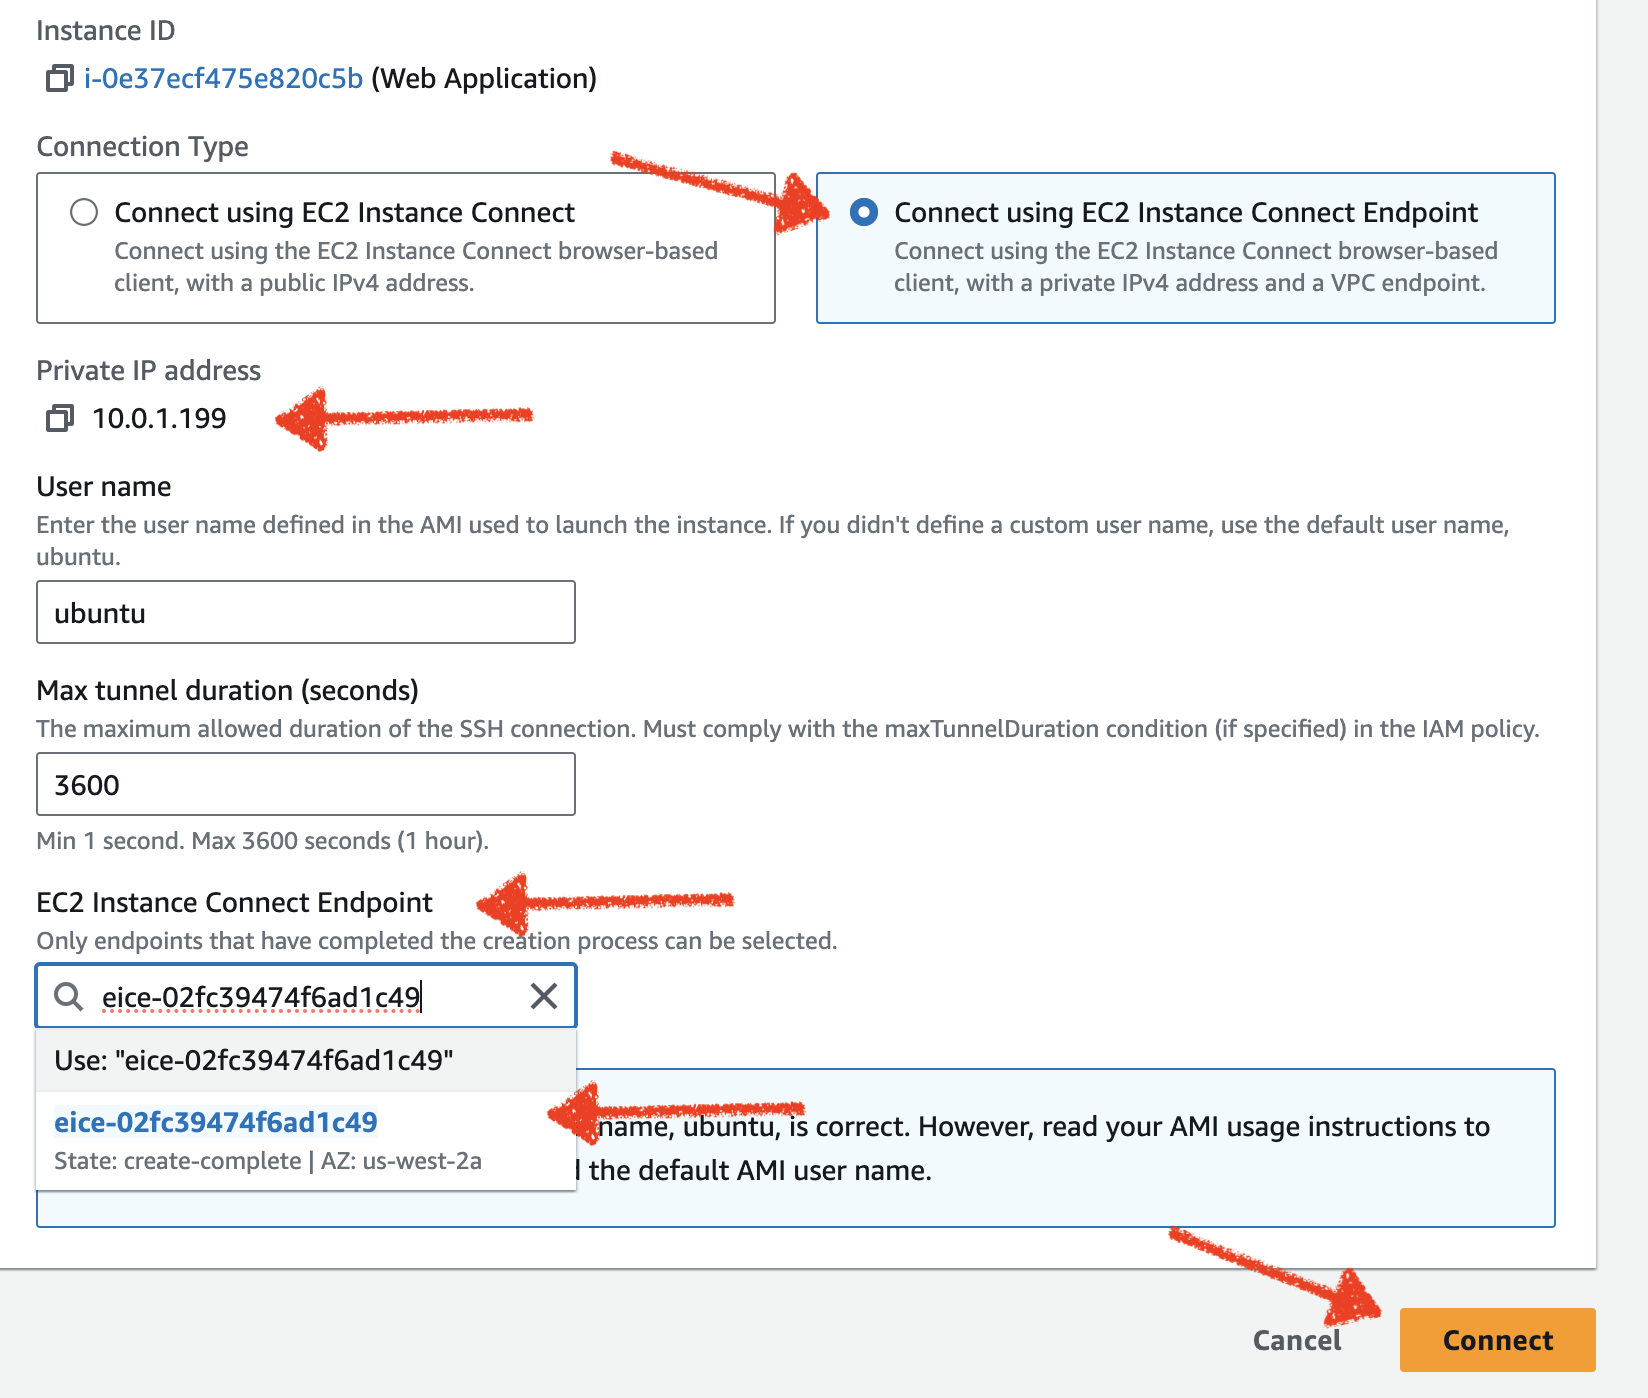 Instance ID
i-0e37ecf475e820c5b (Web Application)
Connection Type
Connect using EC2 Instance Connect
Connect using the EC2 Instance Connect browser-based
client, with a public IPv4 address.
Connect using EC2 Instance Connect Endpoint
Connect using the EC2 Instance Connect browser-based
client, with a private IPv4 address and a VPC endpoint.
Private IP address
10.0.1.199
User name
Enter the user name defined in the AMI used to launch the instance. If you didn't define a custom user name, use the default user name,
ubuntu.
ubuntu
Max tunnel duration (seconds)
The maximum allowed duration of the SSH connection. Must comply with the maxTunnelDuration condition (if specified) in the IAM policy.
3600
Min 1 second. Max 3600 seconds (1 hour).
EC2 Instance Connect Endpoint
Only endpoints that have completed the creation process can be selected.
eice-02fc39474f6ad1c49
Use: "eice-02fc39474f6ad1c49"
eice-02fc39474f6ad1c49
State: create-complete | AZ: us-west-2a
name, ubuntu, is correct. However, read your AMI usage instructions to
the default AMI user name.
Cancel
Connect